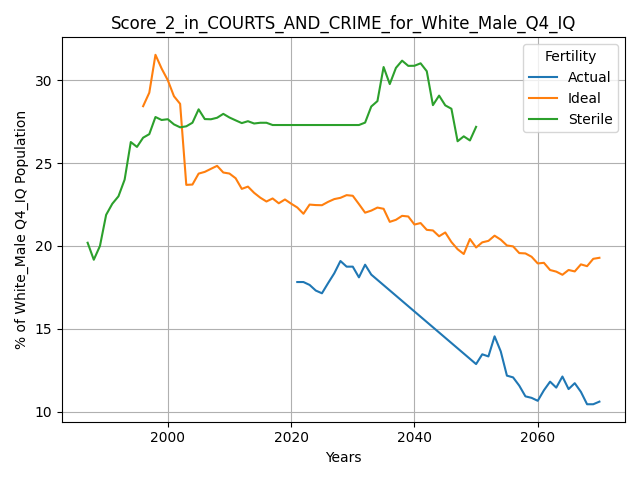 Score_2_in_COURTS_AND_CRIME_for_White_Male_Q4_IQ
% of White_Male Q4_IQ Population
30
25
20
15
10
Fertility
Actual
Ideal
Sterile
2000
2020
2040
2060
Years